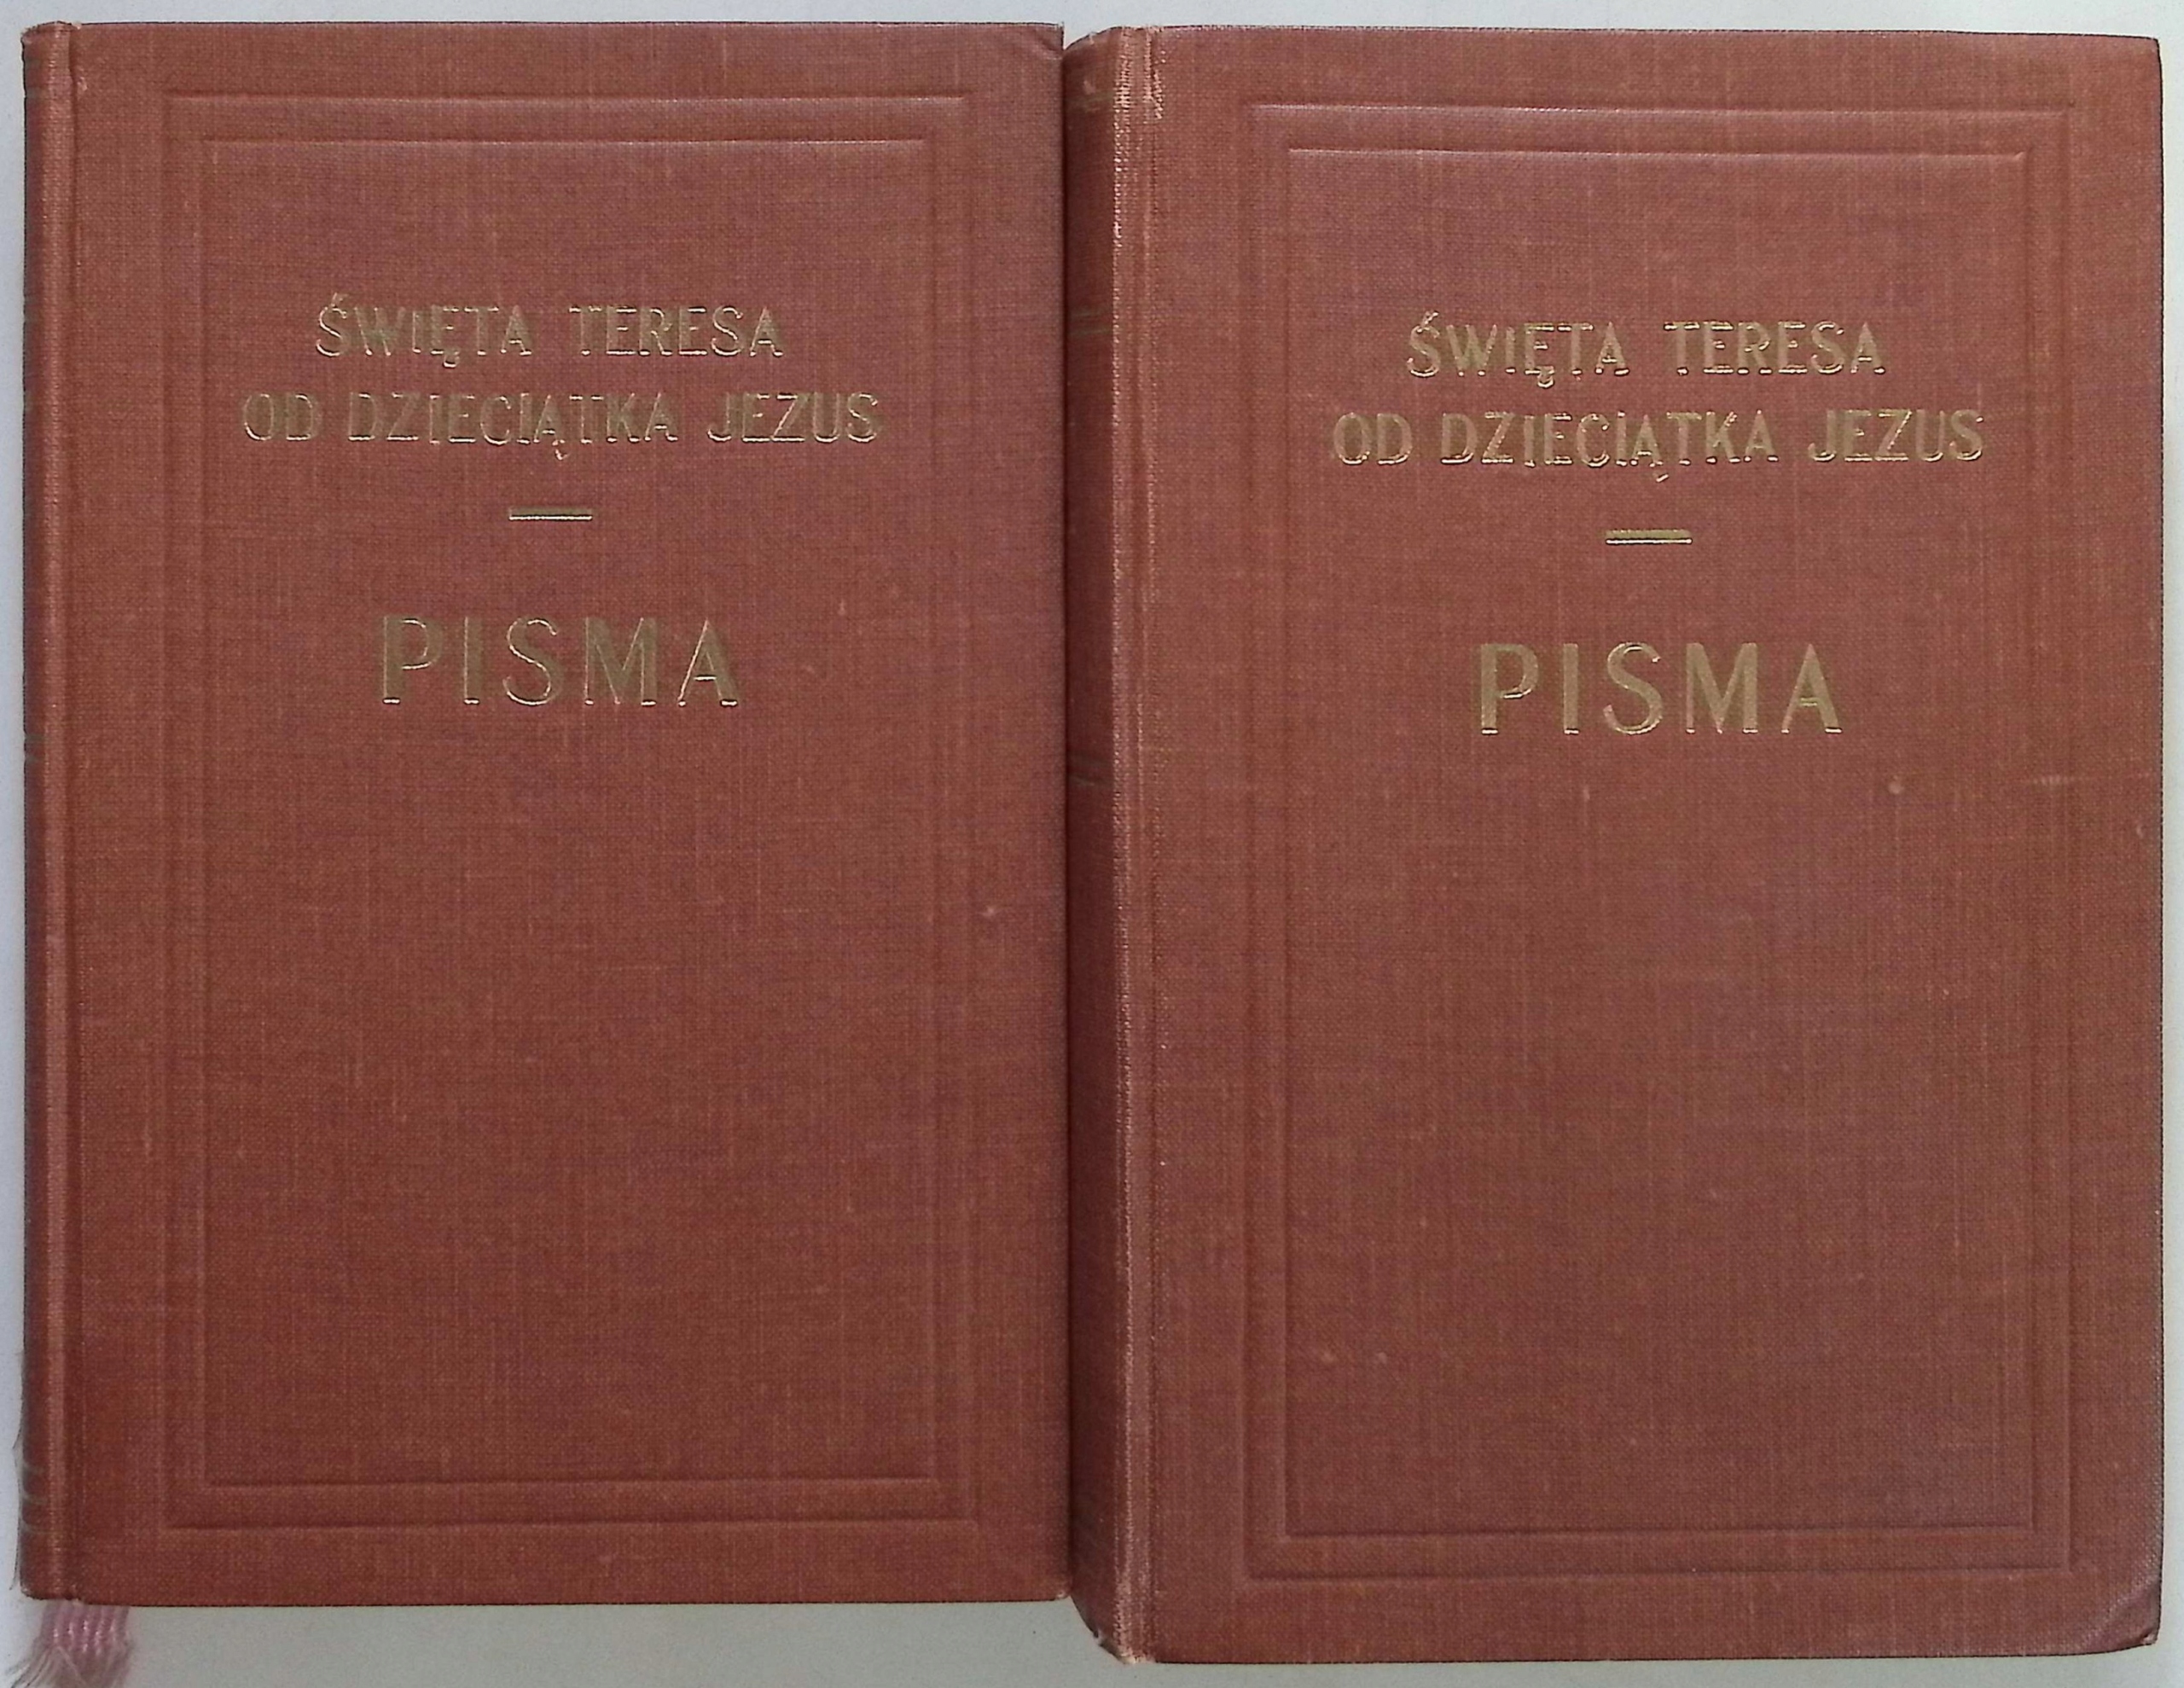 ŚWIĘTA TERESA
OD DZIECIĄTKA JEZUS
PISMA
ŚWIĘTA TERESA
OD DZIECIĄTKA JEZUS
PISMA